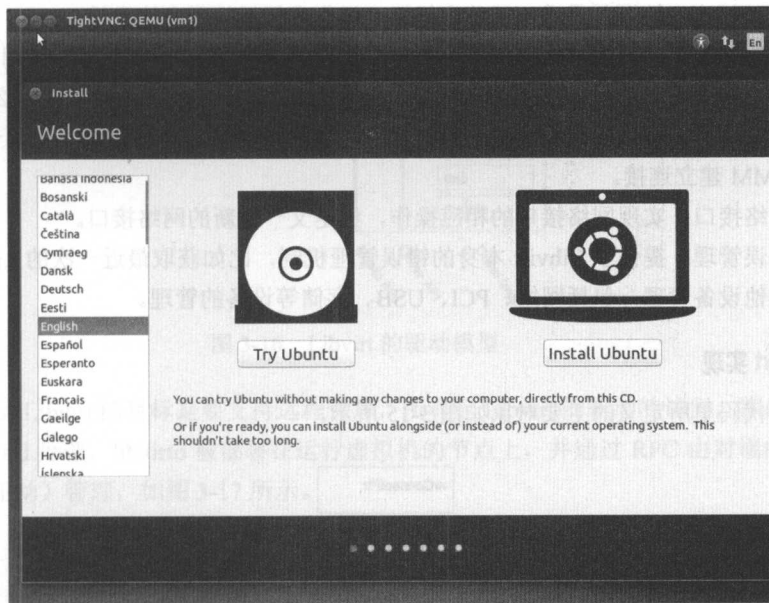 TightVNC: QEMU (vm1)
En
Install
Welcome
Bahasa Indonesia
Bosanski
Català
Čeština
Cymraeg
Dansk
Deutsch
Eesti
English
Español
Esperanto
Euskara
Français
Gaeilge
Galego
Hrvatski
Íslenska
Try Ubuntu
Install Ubuntu
You can try Ubuntu without making any changes to your computer, directly from this CD.
Or if you're ready, you can install Ubuntu alongside (or instead of) your current operating system. This
shouldn't take too long.